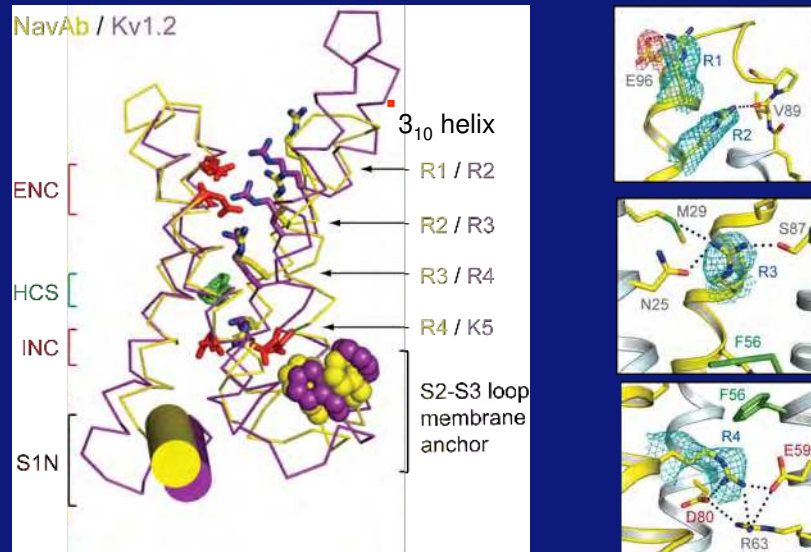 NavAb / Kv1.2
3₁₀ helix
ENC
HCS
INC
S1N
R1 / R2
R2 / R3
R3 / R4
R4 / K5
S2-S3 loop
membrane
anchor
E96
R1
V89
R2
M29
S87
R3
N25
F56
F56
R4
E59
D80
R63